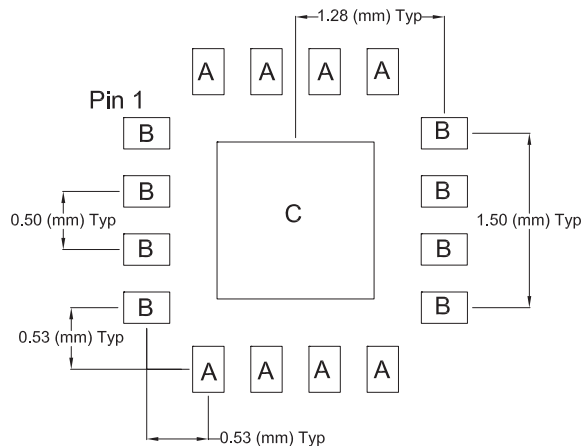 1.28 (mm) Typ
A A A A
Pin 1
B B
B B
0.50 (mm) Typ
C
1.50 (mm) Typ
B B
B B
0.53 (mm) Typ
A A A A
0.53 (mm) Typ